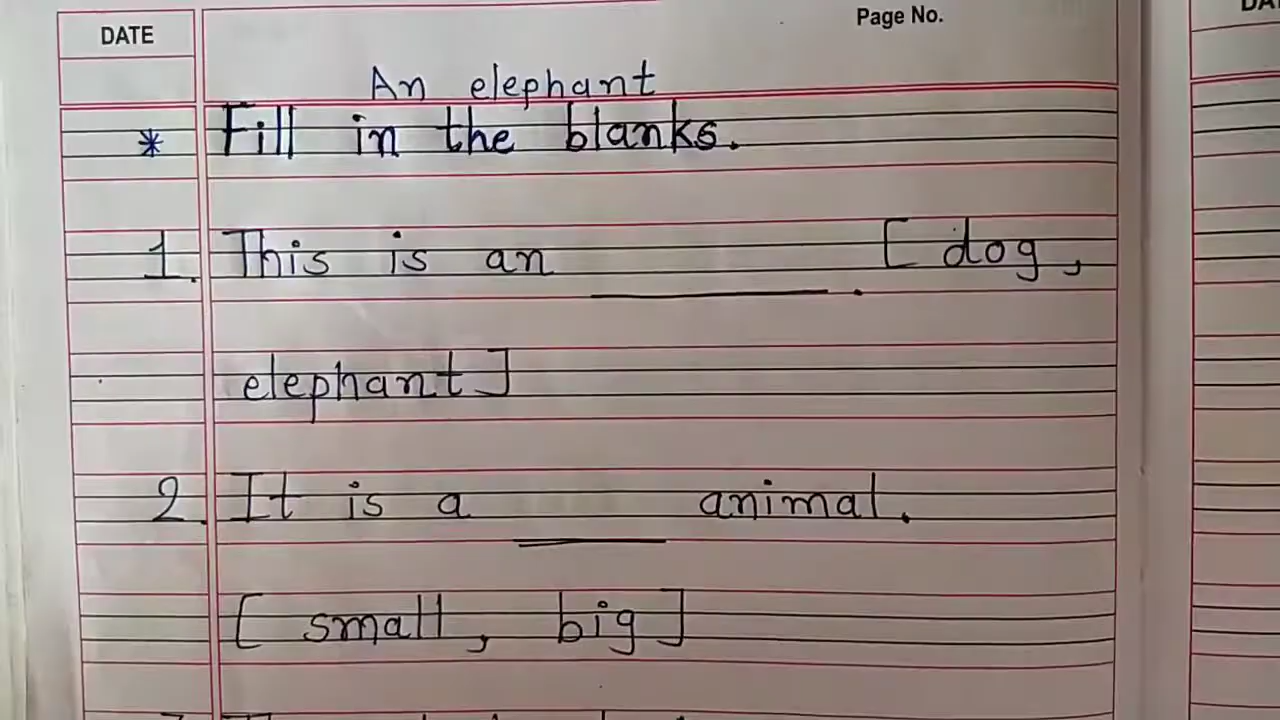 DATE
Page No.
DA
An elephant
* Fill in the blanks.
1. This is an ________. [ dog,
elephant]
2. It is a ______ animal.
[ small, big]